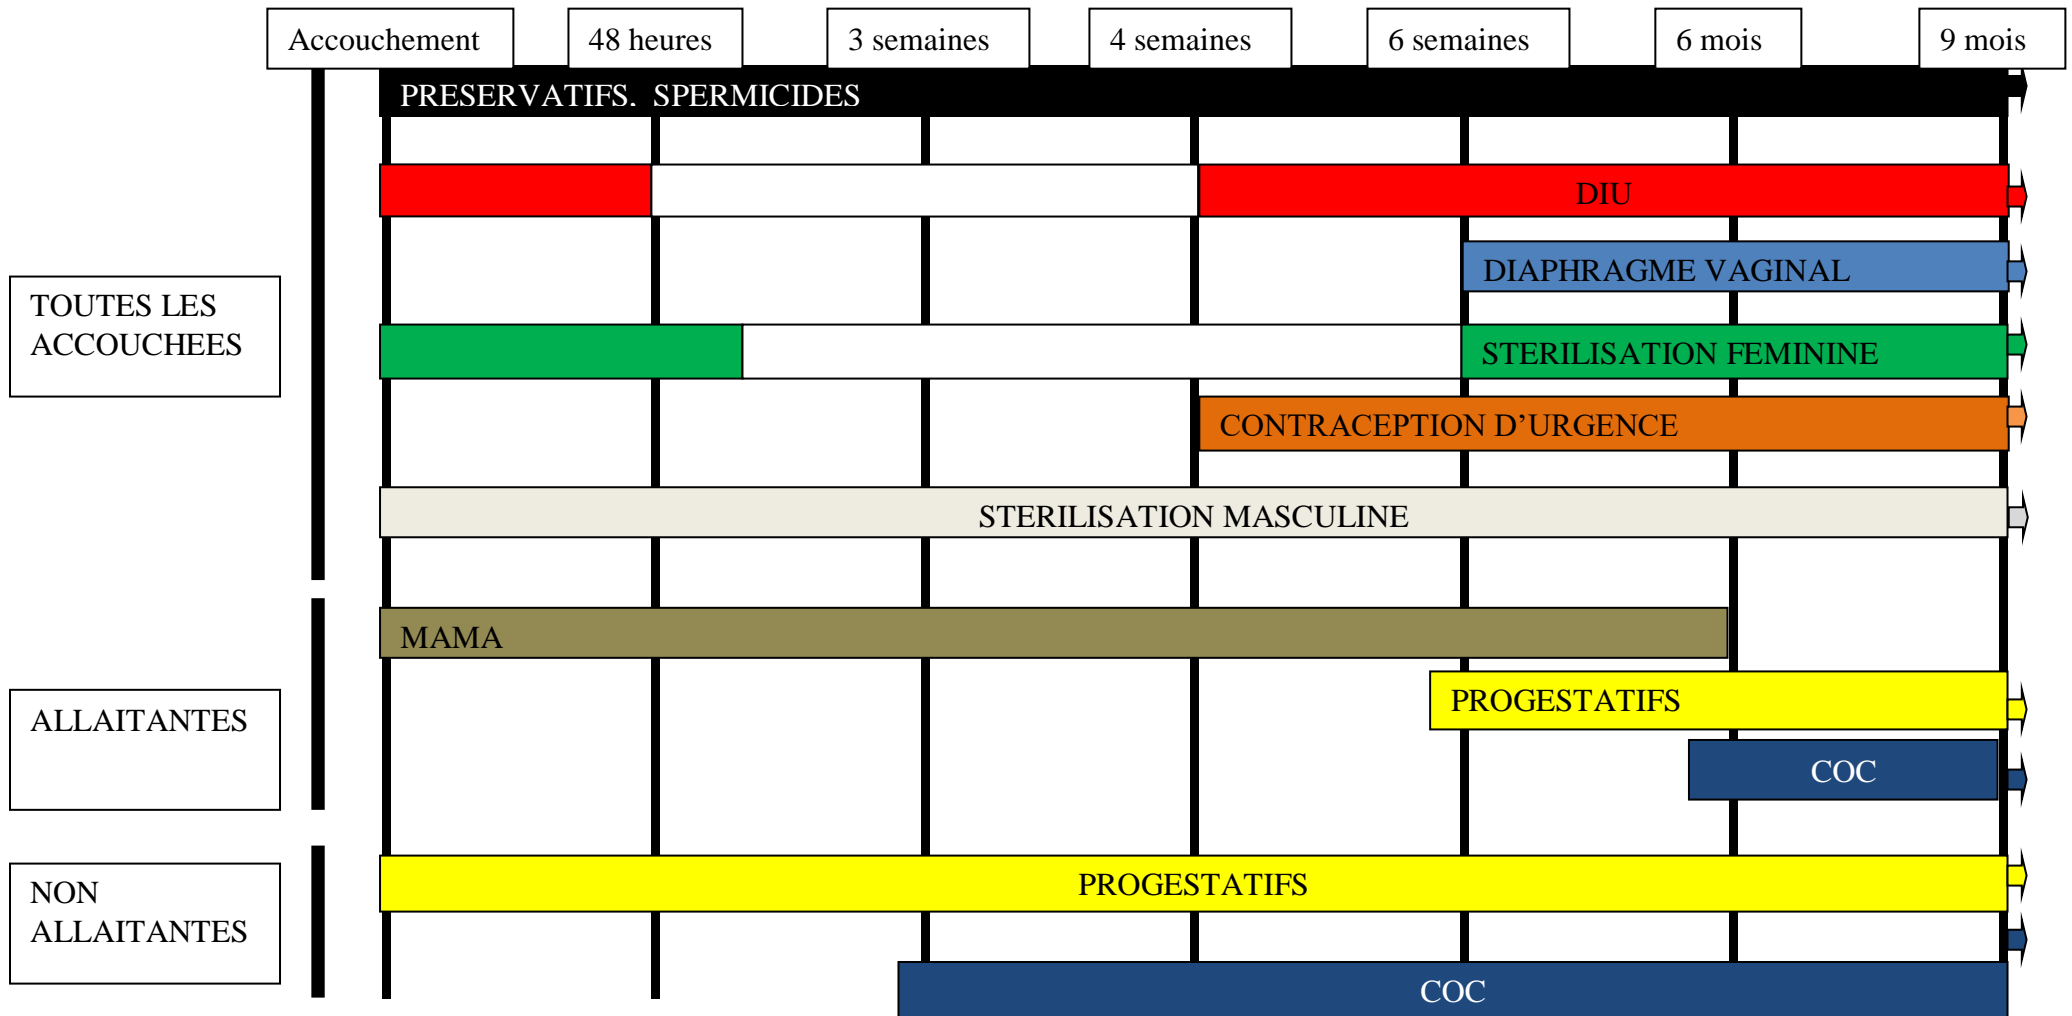 Accouchement
48 heures
3 semaines
4 semaines
6 semaines
6 mois
9 mois
PRESERVATIFS, SPERMICIDES
DIU
DIAPHRAGME VAGINAL
TOUTES LES
ACCOUCHEES
STERILISATION FEMININE
CONTRACEPTION D’URGENCE
STERILISATION MASCULINE
MAMA
ALLAITANTES
PROGESTATIFS
COC
NON
ALLAITANTES
PROGESTATIFS
COC